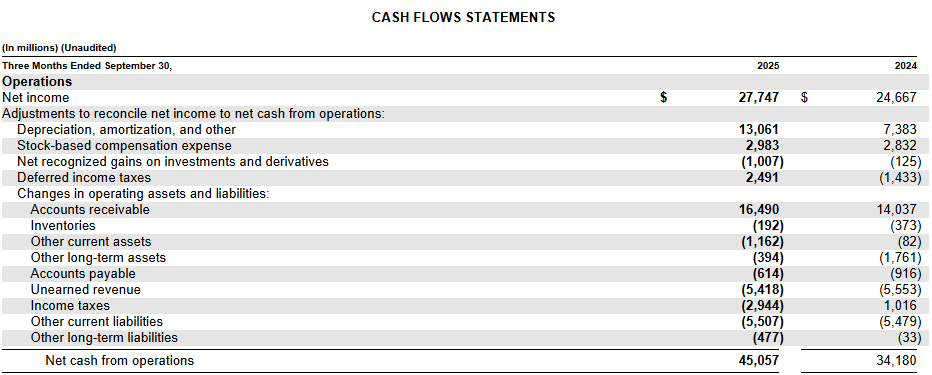 CASH FLOWS STATEMENTS
(In millions) (Unaudited)
Three Months Ended September 30, 2025 2024
Operations
Net income $ 27,747 $ 24,667
Adjustments to reconcile net income to net cash from operations:
Depreciation, amortization, and other 13,061 7,383
Stock-based compensation expense 2,983 2,832
Net recognized gains on investments and derivatives (1,007) (125)
Deferred income taxes 2,491 (1,433)
Changes in operating assets and liabilities:
Accounts receivable 16,490 14,037
Inventories (192) (373)
Other current assets (1,162) (82)
Other long-term assets (394) (1,761)
Accounts payable (614) (916)
Unearned revenue (5,418) (5,553)
Income taxes (2,944) 1,016
Other current liabilities (5,507) (5,479)
Other long-term liabilities (477) (33)
Net cash from operations 45,057 34,180